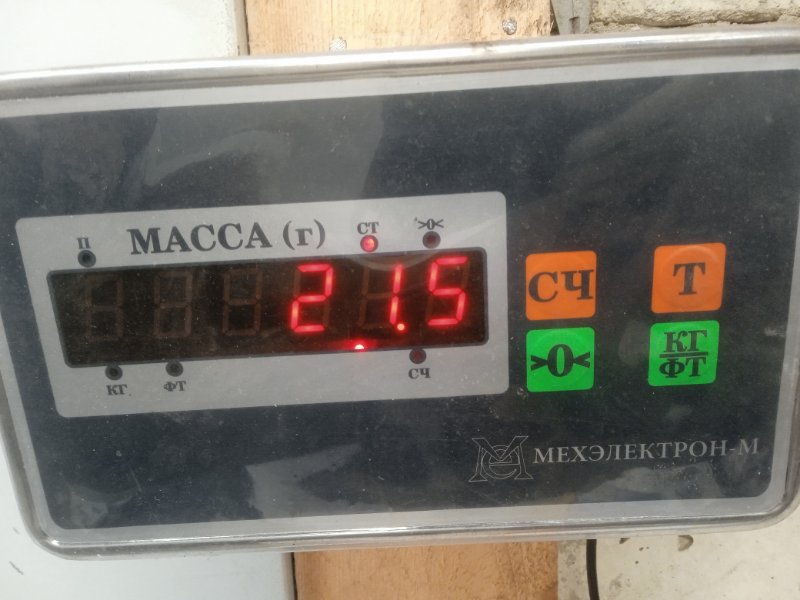 П МАССА (г) СТ >0<
21.5
КГ ФТ СЧ
СЧ Т
>0< КГ/ФТ
МЕХЭЛЕКТРОН-М